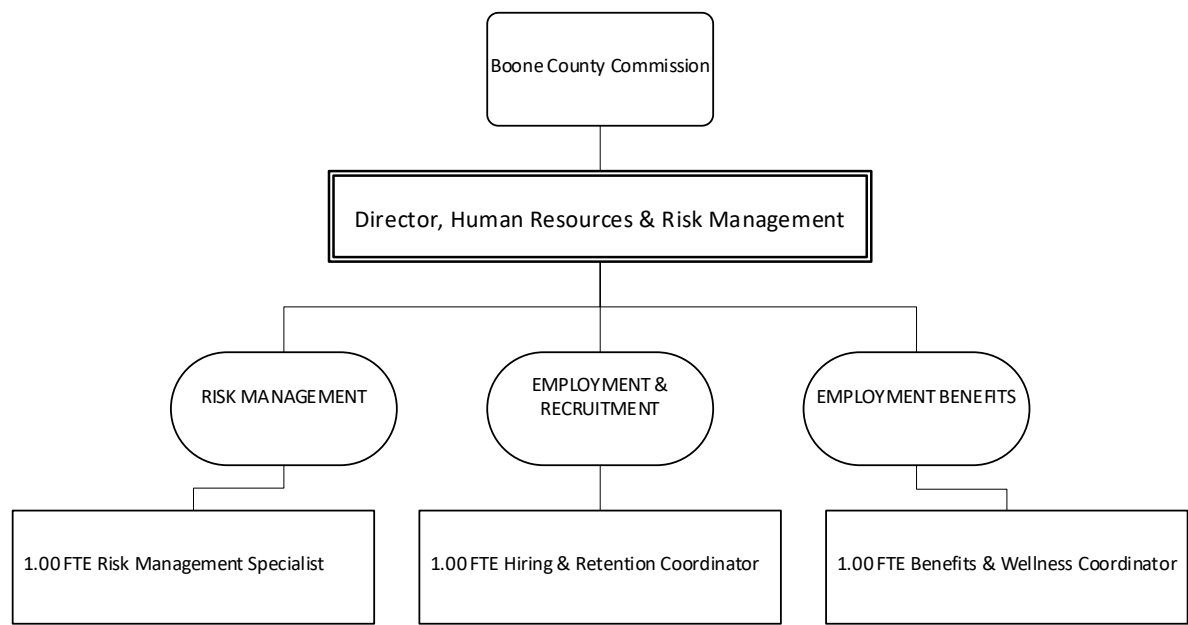 Boone County Commission
Director, Human Resources & Risk Management
RISK MANAGEMENT
EMPLOYMENT &
RECRUITMENT
EMPLOYMENT BENEFITS
1.00 FTE Risk Management Specialist
1.00 FTE Hiring & Retention Coordinator
1.00 FTE Benefits & Wellness Coordinator